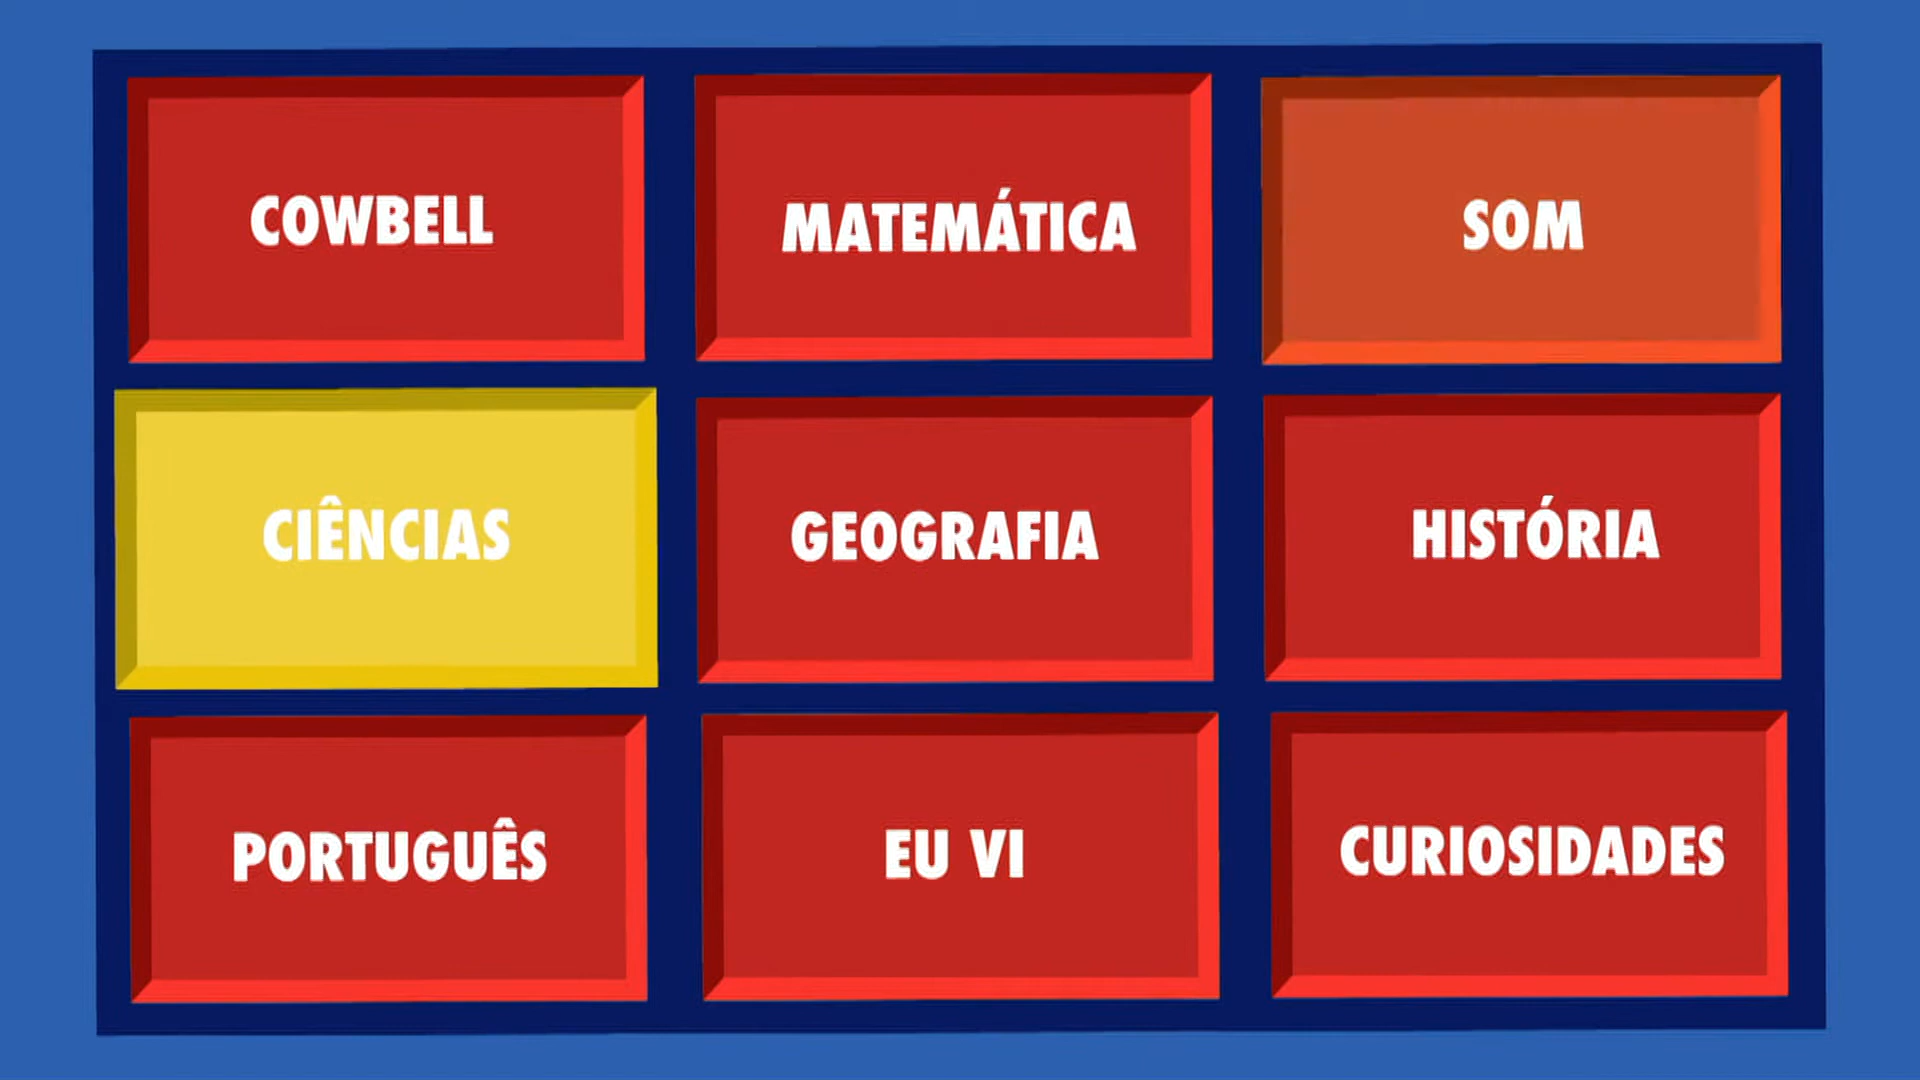 COWBELL
MATEMÁTICA
SOM
CIÊNCIAS
GEOGRAFIA
HISTÓRIA
PORTUGUÊS
EU VI
CURIOSIDADES